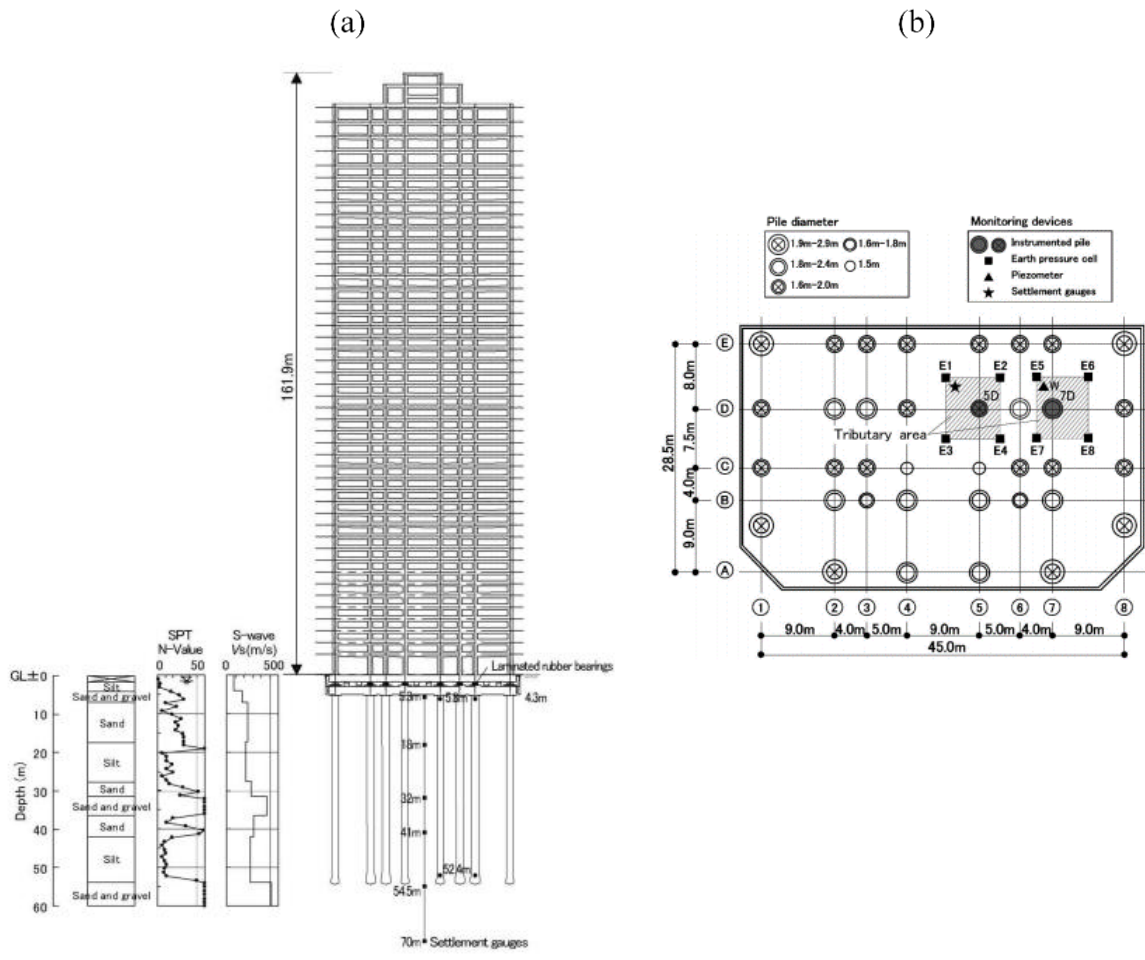 (a)
161.9m
Laminated rubber bearings
5.8m
4.3m
18m
32m
41m
52.4m
54.5m
70m
Settlement gauges
SPT
N-Value
0
50
S-wave
Vs(m/s)
0
500
GL±0
10
20
30
40
50
60
Depth (m)
Silt
Sand and gravel
Sand
Silt
Sand
Sand and gravel
Sand
Silt
Sand and gravel
(b)
Pile diameter
1.9m-2.9m
1.6m-1.8m
1.8m-2.4m
1.5m
1.6m-2.0m
Monitoring devices
Instrumented pile
Earth pressure cell
Piezometer
Settlement gauges
E
D
C
B
A
8.0m
7.5m
4.0m
9.0m
28.5m
E1
E2
E5
E6
W
5D
7D
Tributary area
E3
E4
E7
E8
1
2
3
4
5
6
7
8
9.0m
4.0m
5.0m
9.0m
5.0m
4.0m
9.0m
45.0m